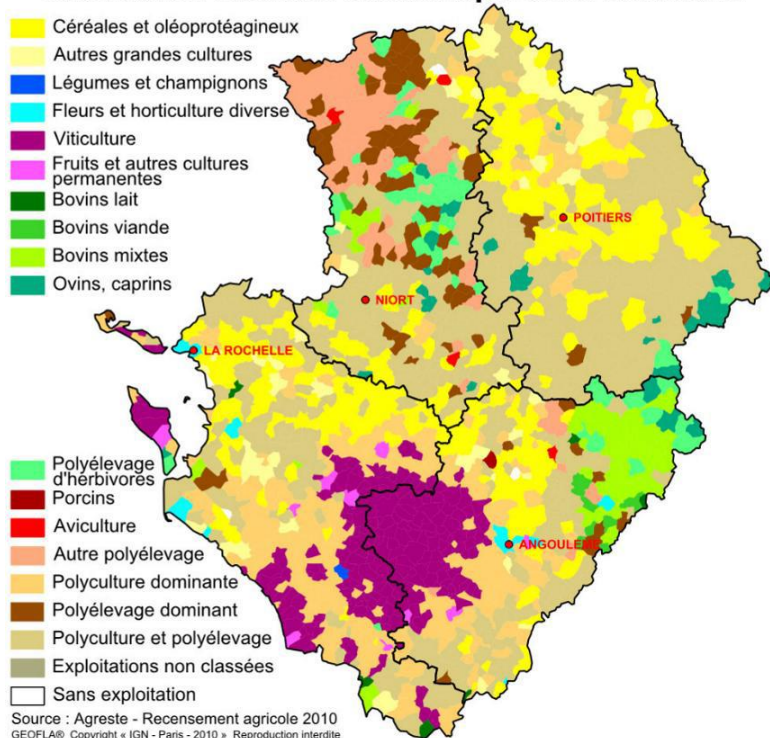 Céréales et oléoprotéagineux
Autres grandes cultures
Légumes et champignons
Fleurs et horticulture diverse
Viticulture
Fruits et autres cultures
permanentes
Bovins lait
Bovins viande
Bovins mixtes
Ovins, caprins
POITIERS
NIORT
LA ROCHELLE
ANGOULEME
Polyélevage
d'herbivores
Porcins
Aviculture
Autre polyélevage
Polyculture dominante
Polyélevage dominant
Polyculture et polyélevage
Exploitations non classées
Sans exploitation
Source : Agreste - Recensement agricole 2010
GEOFLA® Copyright « IGN - Paris - 2010 » Reproduction interdite